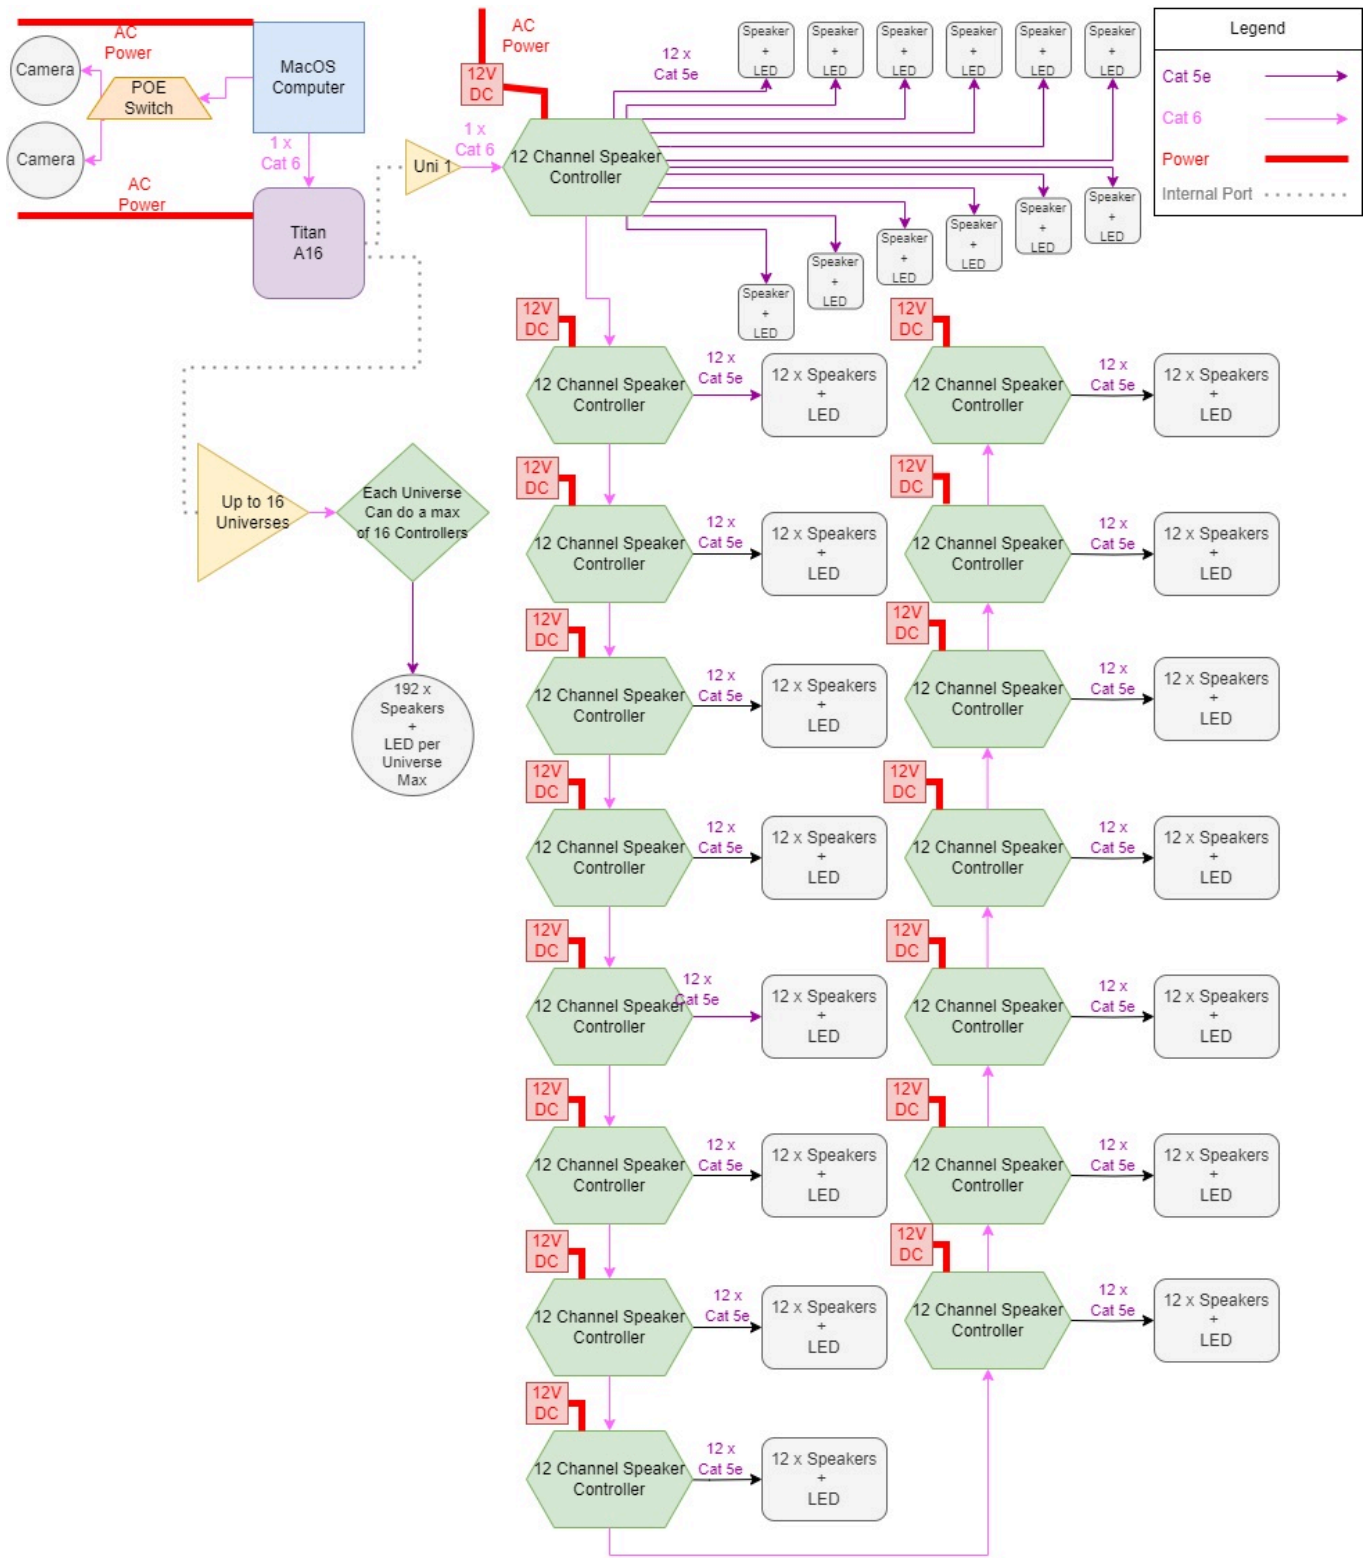 AC
Power
Camera
POE
Switch
Camera
MacOS
Computer
1 x
Cat 6
AC
Power
Titan
A16
AC
Power
12V
DC
Uni 1
1 x
Cat 6
12 Channel Speaker
Controller
12 x
Cat 5e
Speaker
+
LED
Speaker
+
LED
Speaker
+
LED
Speaker
+
LED
Speaker
+
LED
Speaker
+
LED
Speaker
+
LED
Speaker
+
LED
Speaker
+
LED
Speaker
+
LED
Speaker
+
LED
Speaker
+
LED
Legend
Cat 5e
Cat 6
Power
Internal Port
Up to 16
Universes
Each Universe
Can do a max
of 16 Controllers
192 x
Speakers
+
LED per
Universe
Max
12V
DC
12 Channel Speaker
Controller
12 x
Cat 5e
12 x Speakers
+
LED
12V
DC
12 Channel Speaker
Controller
12 x
Cat 5e
12 x Speakers
+
LED
12V
DC
12 Channel Speaker
Controller
12 x
Cat 5e
12 x Speakers
+
LED
12V
DC
12 Channel Speaker
Controller
12 x
Cat 5e
12 x Speakers
+
LED
12V
DC
12 Channel Speaker
Controller
12 x
Cat 5e
12 x Speakers
+
LED
12V
DC
12 Channel Speaker
Controller
12 x
Cat 5e
12 x Speakers
+
LED
12V
DC
12 Channel Speaker
Controller
12 x
Cat 5e
12 x Speakers
+
LED
12V
DC
12 Channel Speaker
Controller
12 x
Cat 5e
12 x Speakers
+
LED
12V
DC
12 Channel Speaker
Controller
12 x
Cat 5e
12 x Speakers
+
LED
12V
DC
12 Channel Speaker
Controller
12 x
Cat 5e
12 x Speakers
+
LED
12V
DC
12 Channel Speaker
Controller
12 x
Cat 5e
12 x Speakers
+
LED
12V
DC
12 Channel Speaker
Controller
12 x
Cat 5e
12 x Speakers
+
LED
12V
DC
12 Channel Speaker
Controller
12 x
Cat 5e
12 x Speakers
+
LED
12V
DC
12 Channel Speaker
Controller
12 x
Cat 5e
12 x Speakers
+
LED
12V
DC
12 Channel Speaker
Controller
12 x
Cat 5e
12 x Speakers
+
LED